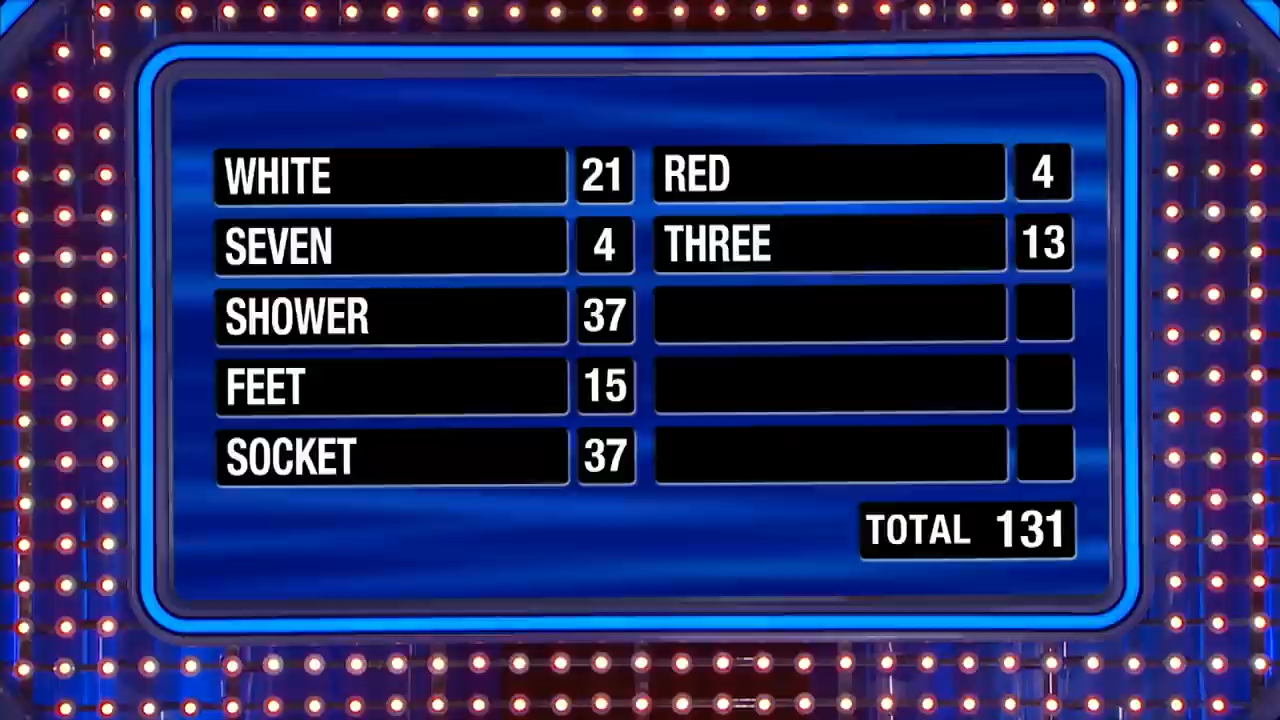 WHITE 21
SEVEN 4
SHOWER 37
FEET 15
SOCKET 37
RED 4
THREE 13
TOTAL 131